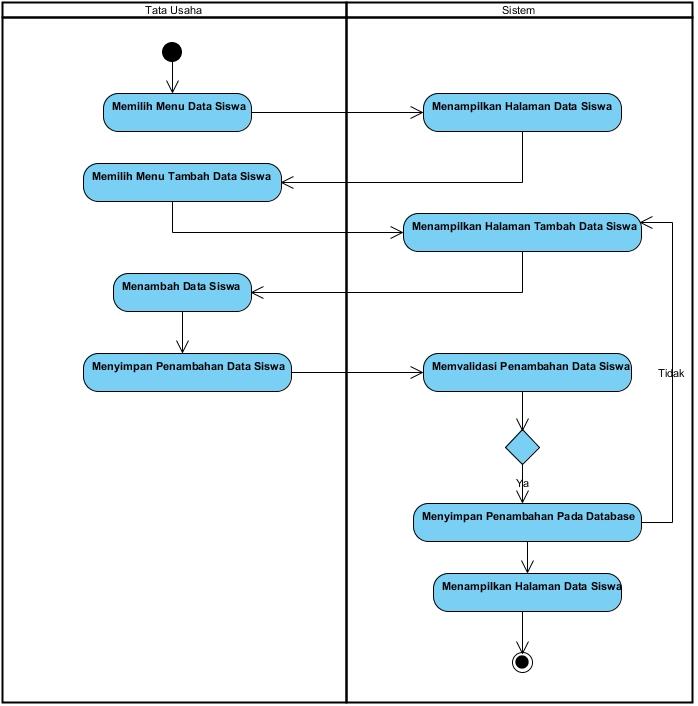 Tata Usaha
Sistem
Memilih Menu Data Siswa
Menampilkan Halaman Data Siswa
Memilih Menu Tambah Data Siswa
Menampilkan Halaman Tambah Data Siswa
Menambah Data Siswa
Menyimpan Penambahan Data Siswa
Memvalidasi Penambahan Data Siswa
Tidak
Ya
Menyimpan Penambahan Pada Database
Menampilkan Halaman Data Siswa